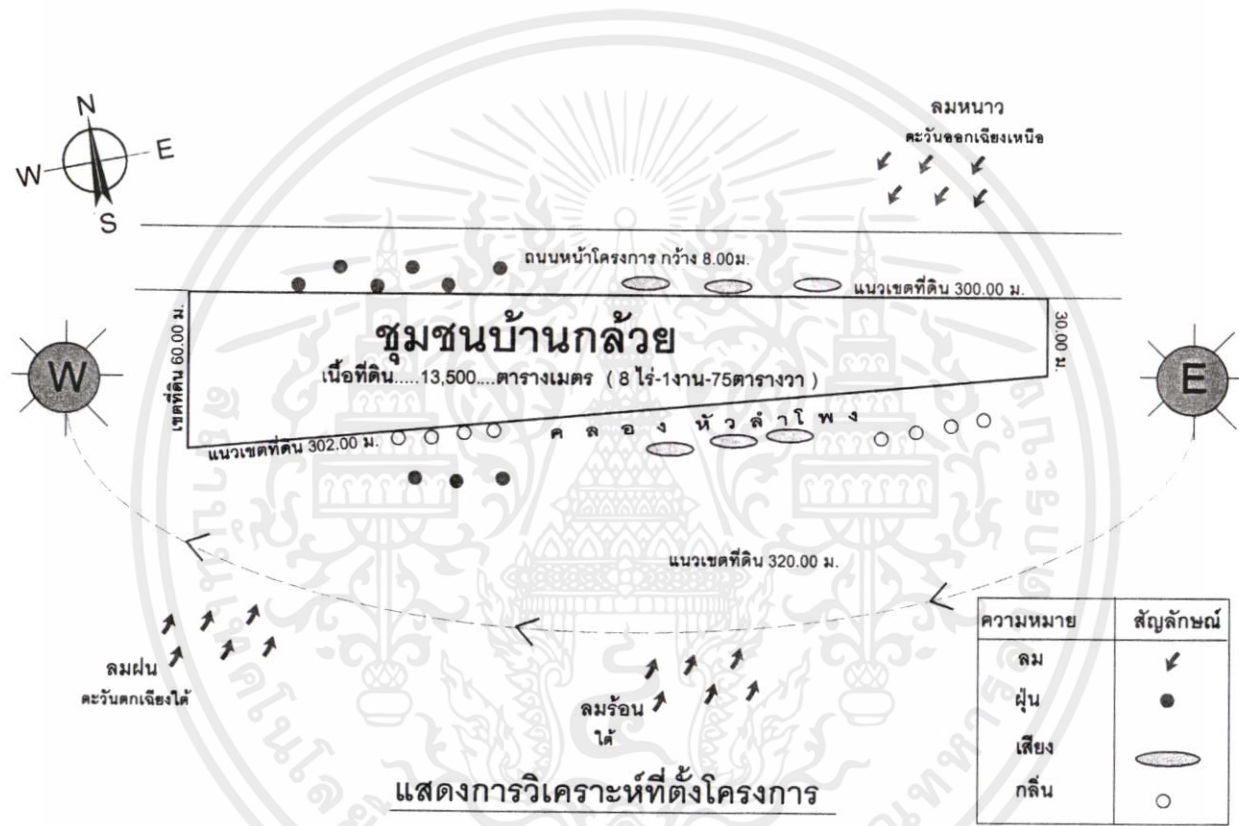 N
W
E
S
ลมหนาว
ตะวันออกเฉียงเหนือ
ถนนหน้าโครงการ กว้าง 8.00ม.
แนวเขตที่ดิน 300.00 ม.
เขตที่ดิน 60.00 ม.
30.00 ม.
ชุมชนบ้านกล้วย
เนื้อที่ดิน.....13,500....ตารางเมตร ( 8 ไร่-1งาน-75ตารางวา )
W
E
คลอง หัวลำโพง
แนวเขตที่ดิน 302.00 ม.
แนวเขตที่ดิน 320.00 ม.
ลมฝน
ตะวันตกเฉียงใต้
ลมร้อน
ใต้
ความหมาย
สัญลักษณ์
ลม
ฝุ่น
เสียง
กลิ่น
แสดงการวิเคราะห์ที่ตั้งโครงการ